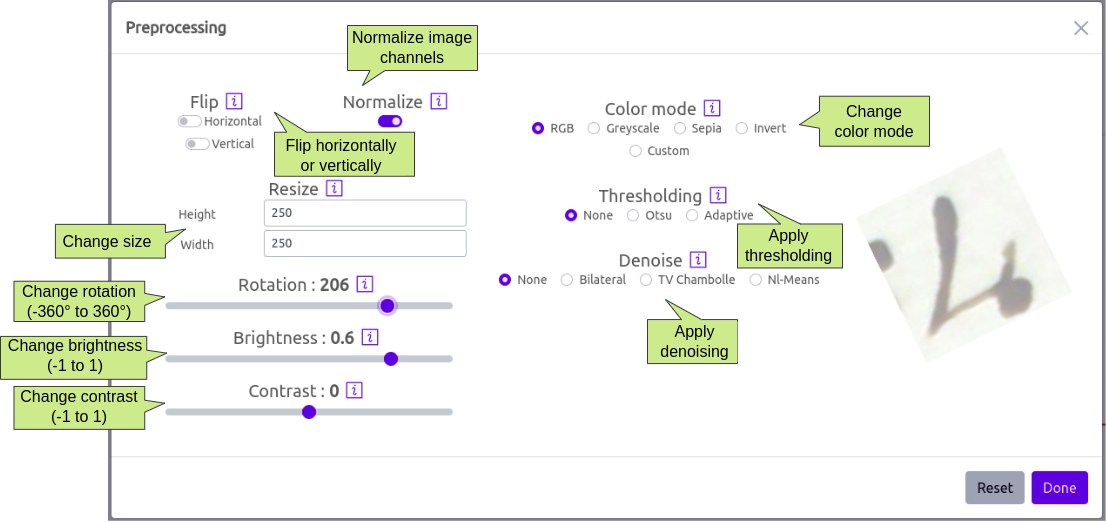 Preprocessing
Normalize image
channels
Flip i
Normalize i
Horizontal
Vertical
Flip horizontally
or vertically
Resize i
Height 250
Width 250
Change size
Rotation : 206 i
Change rotation
(-360° to 360°)
Brightness : 0.6 i
Change brightness
(-1 to 1)
Contrast : 0 i
Change contrast
(-1 to 1)
Color mode i
RGB Greyscale Sepia Invert
Custom
Change
color mode
Thresholding i
None Otsu Adaptive
Apply
thresholding
Denoise i
None Bilateral TV Chambolle Nl-Means
Apply
denoising
Reset Done